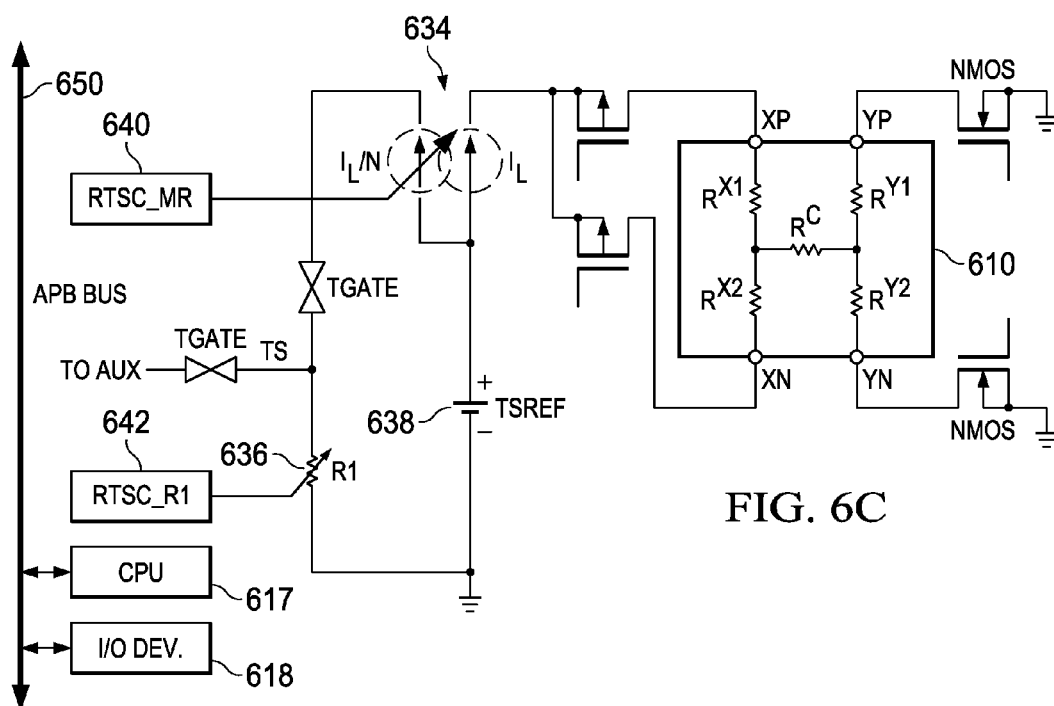 634
650
640
NMOS
XP
YP
RTSC_MR
I_L/N
I_L
R^X1
R^Y1
R^C
610
TGATE
APB BUS
R^X2
R^Y2
TGATE
TS
TO AUX
XN
YN
+
TSREF
638
−
642
636
NMOS
RTSC_R1
R1
FIG. 6C
CPU
617
I/O DEV.
618